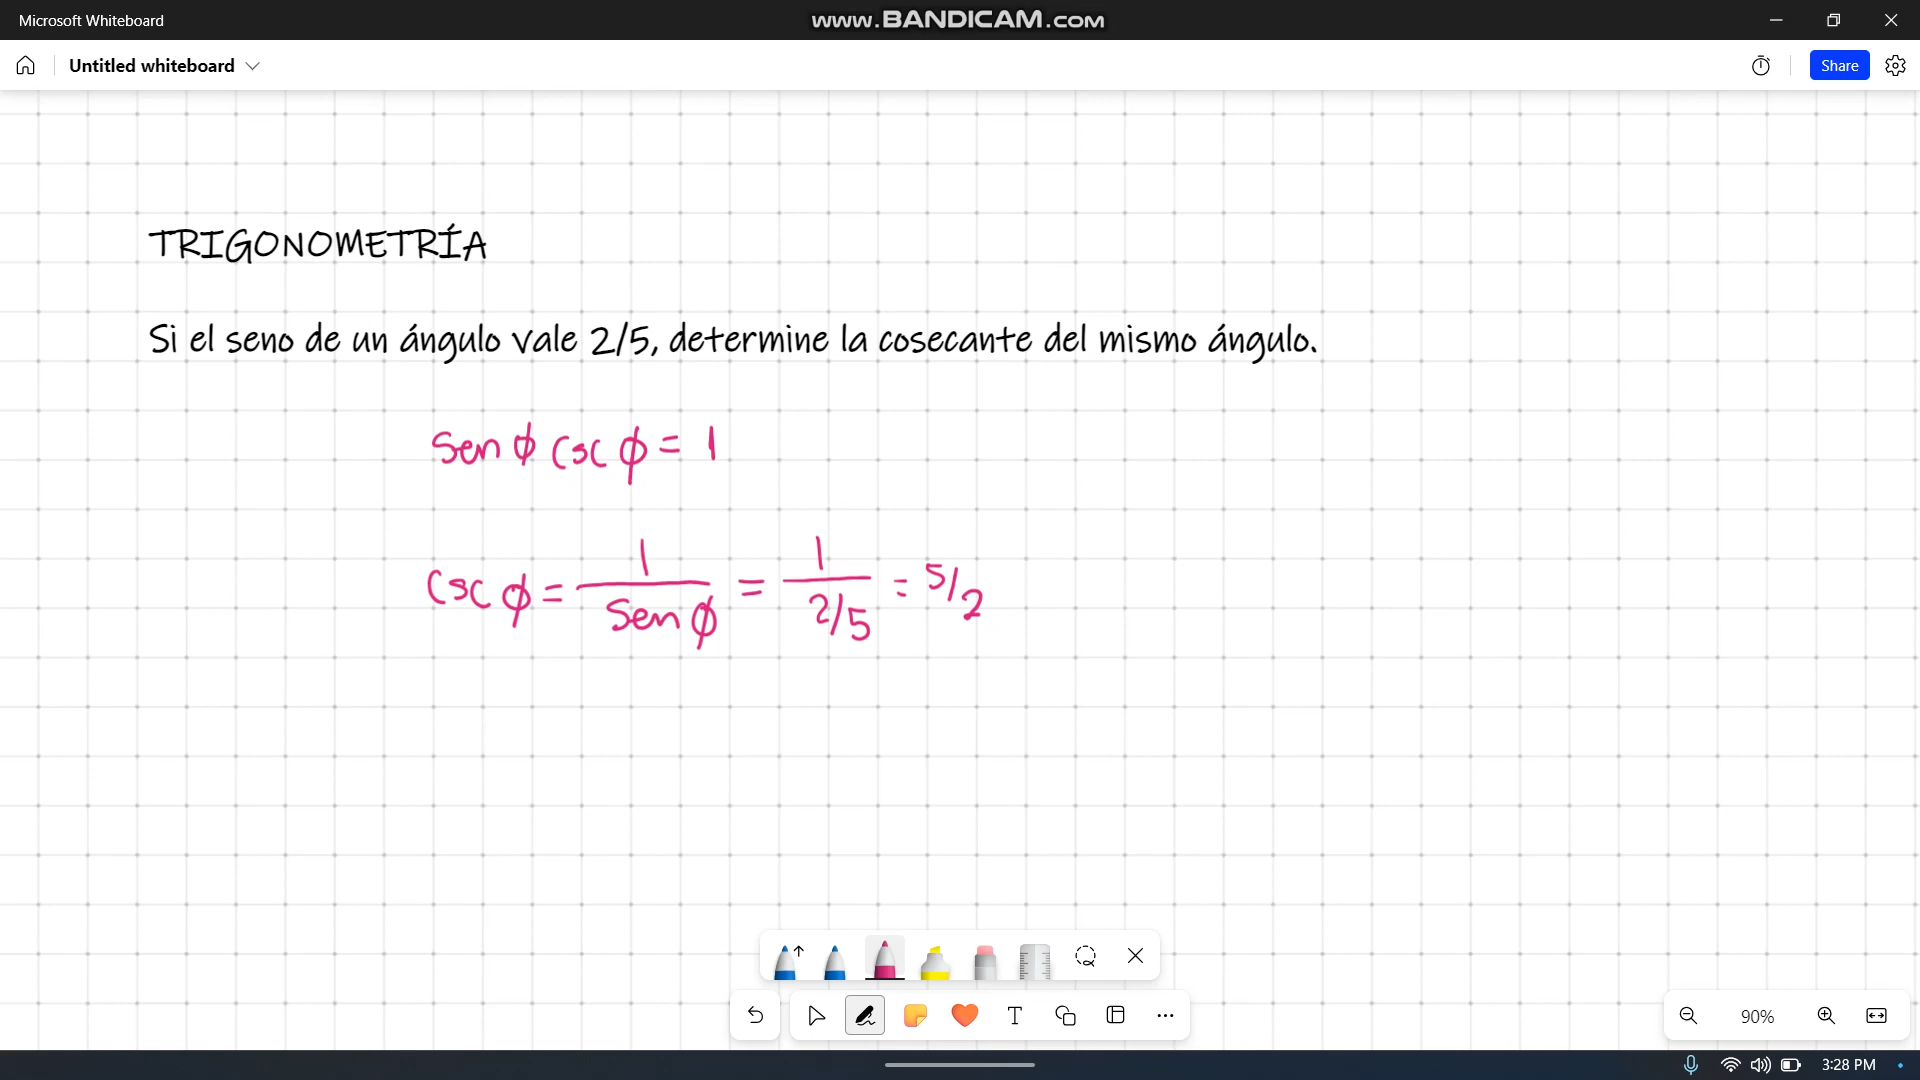 Microsoft Whiteboard
www.BANDICAM.com
Untitled whiteboard
Share
TRIGONOMETRÍA
Si el seno de un ángulo vale 2/5, determine la cosecante del mismo ángulo.
sen φ csc φ = 1
csc φ = 1 / sen φ = 1 / 2/5 = 5/2
90%
3:28 PM